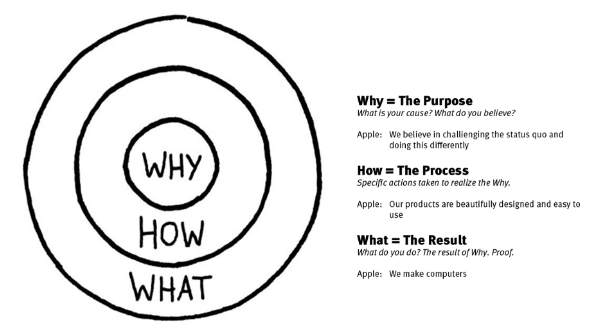 WHY
HOW
WHAT
Why = The Purpose
What is your cause? What do you believe?
Apple: We believe in challienging the status quo and
doing this differently
How = The Process
Specific actions taken to realize the Why.
Apple: Our products are beautifully designed and easy to
use
What = The Result
What do you do? The result of Why. Proof.
Apple: We make computers